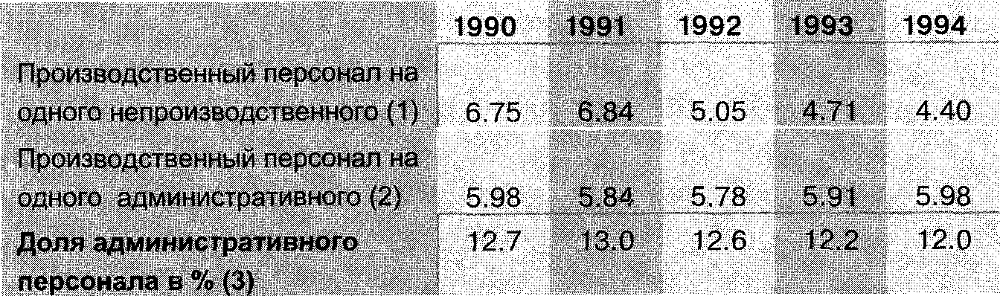 1990 1991 1992 1993 1994
Производственный персонал на
одного непроизводственного (1) 6.75 6.84 5.05 4.71 4.40
Производственный персонал на
одного административного (2) 5.98 5.84 5.78 5.91 5.98
Доля административного 12.7 13.0 12.6 12.2 12.0
персонала в % (3)